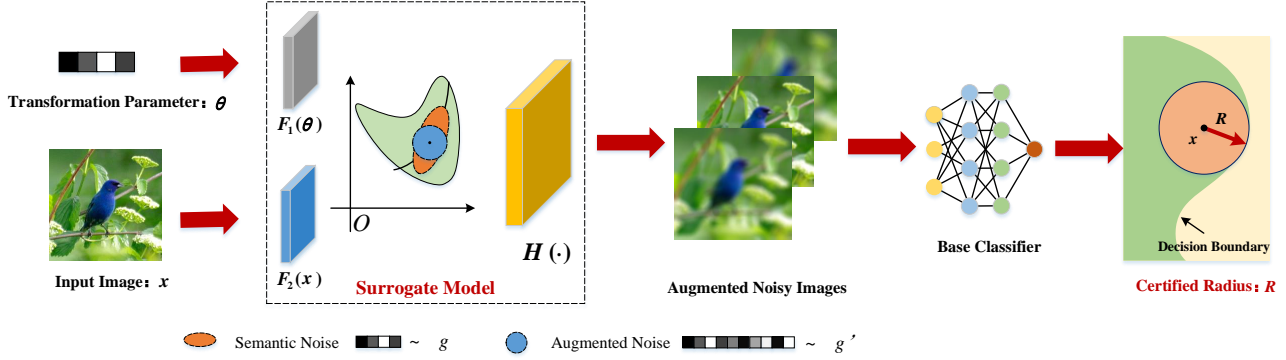 Transformation Parameter: θ
Input Image: x
F₁(θ)
F₂(x)
O
H (·)
Surrogate Model
Augmented Noisy Images
Base Classifier
R
x
Decision Boundary
Certified Radius: R
Semantic Noise ~ g
Augmented Noise ~ g’